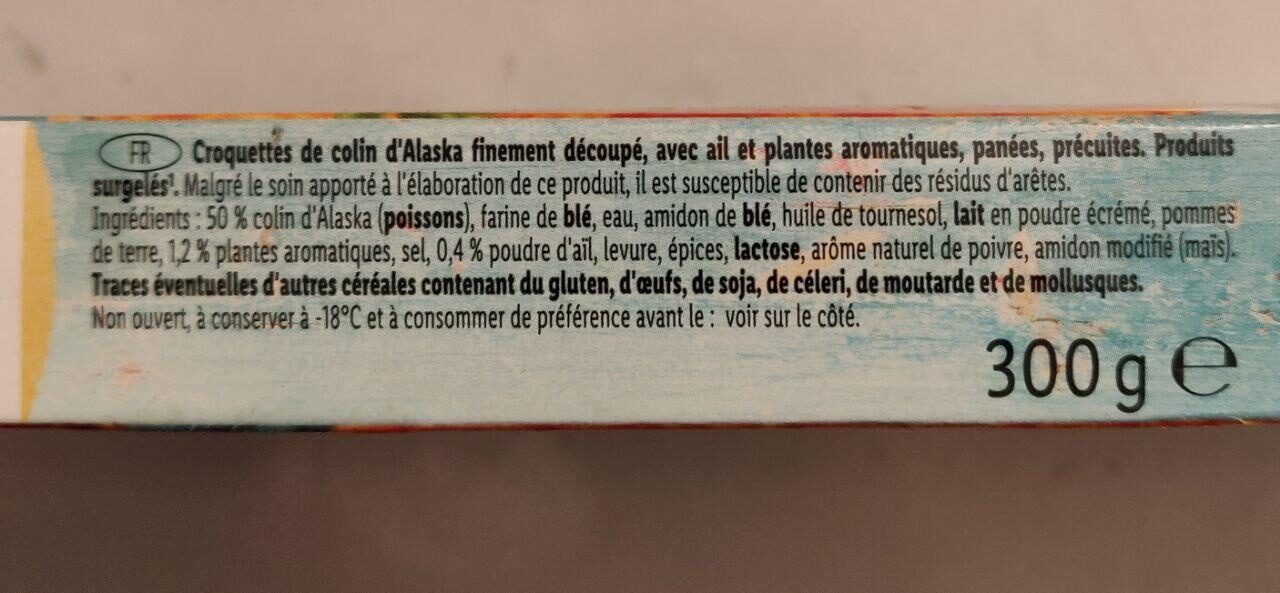 FR Croquettes de colin d'Alaska finement découpé, avec ail et plantes aromatiques, panées, précuites. Produits
surgelés¹. Malgré le soin apporté à l'élaboration de ce produit, il est susceptible de contenir des résidus d'arêtes.
Ingrédients : 50 % colin d'Alaska (poissons), farine de blé, eau, amidon de blé, huile de tournesol, lait en poudre écrémé, pommes
de terre, 1,2 % plantes aromatiques, sel, 0,4 % poudre d'aïl, levure, épices, lactose, arôme naturel de poivre, amidon modifié (maïs).
Traces éventuelles d'autres céréales contenant du gluten, d'œufs, de soja, de céleri, de moutarde et de mollusques.
Non ouvert, à conserver à -18°C et à consommer de préférence avant le : voir sur le côté.
300 g e